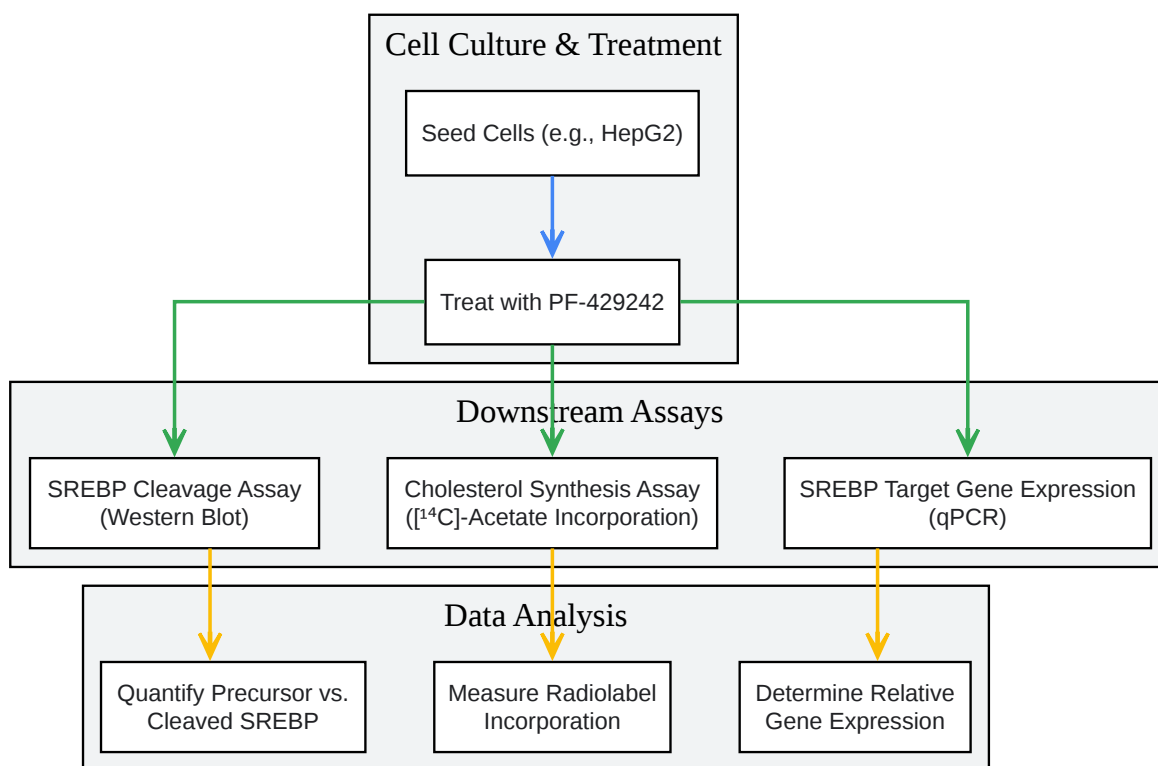 Cell Culture & Treatment
Seed Cells (e.g., HepG2)
Treat with PF-429242
Downstream Assays
SREBP Cleavage Assay
(Western Blot)
Cholesterol Synthesis Assay
([¹⁴C]-Acetate Incorporation)
SREBP Target Gene Expression
(qPCR)
Data Analysis
Quantify Precursor vs.
Cleaved SREBP
Measure Radiolabel
Incorporation
Determine Relative
Gene Expression